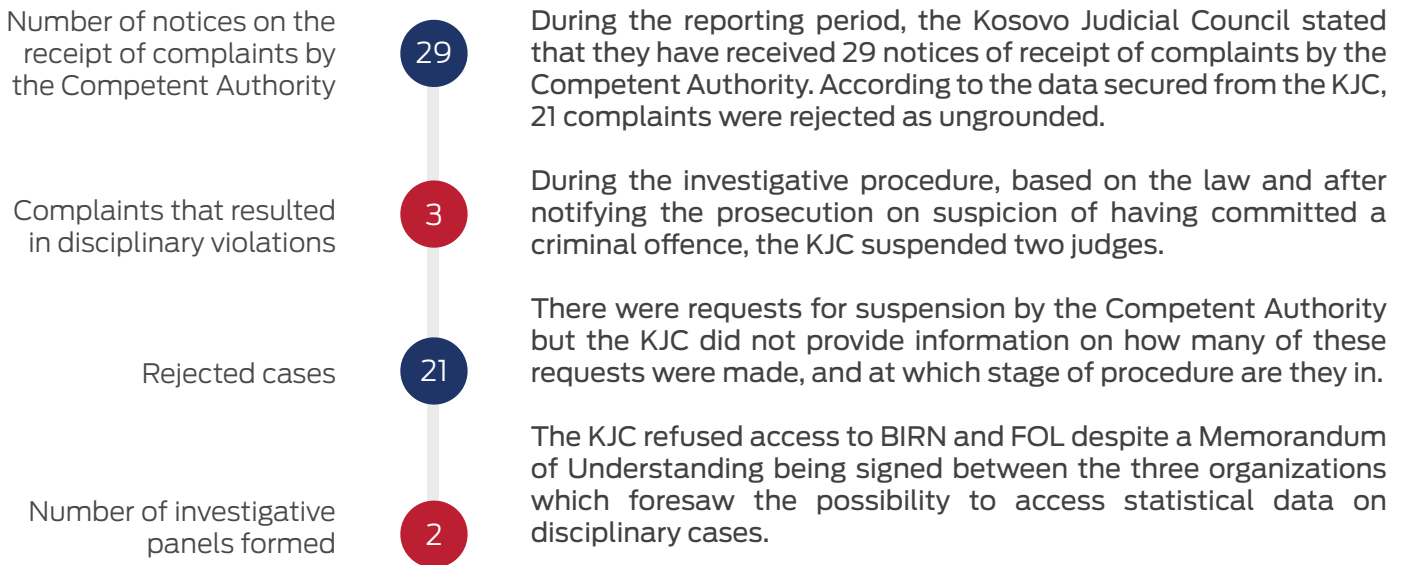 Number of notices on the
receipt of complaints by
the Competent Authority
29
Complaints that resulted
in disciplinary violations
3
Rejected cases
21
Number of investigative
panels formed
2
During the reporting period, the Kosovo Judicial Council stated
that they have received 29 notices of receipt of complaints by the
Competent Authority. According to the data secured from the KJC,
21 complaints were rejected as ungrounded.
During the investigative procedure, based on the law and after
notifying the prosecution on suspicion of having committed a
criminal offence, the KJC suspended two judges.
There were requests for suspension by the Competent Authority
but the KJC did not provide information on how many of these
requests were made, and at which stage of procedure are they in.
The KJC refused access to BIRN and FOL despite a Memorandum
of Understanding being signed between the three organizations
which foresaw the possibility to access statistical data on
disciplinary cases.